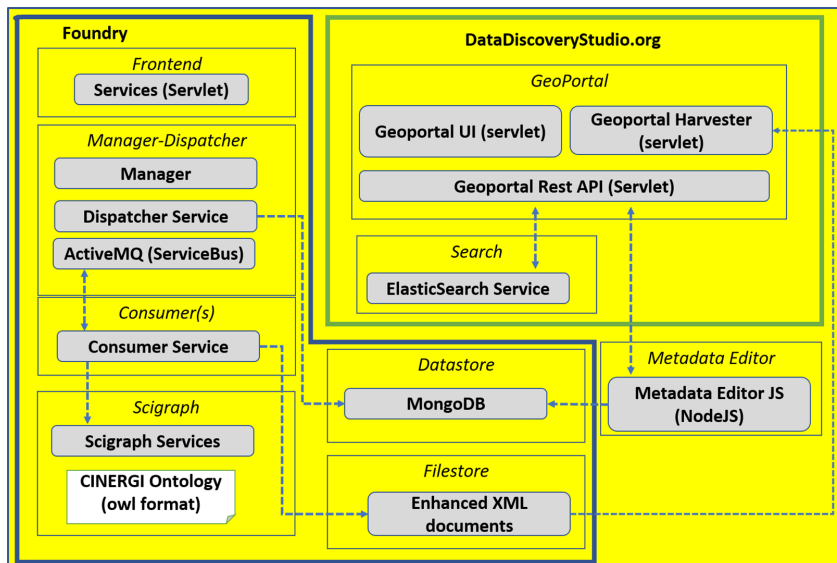 Foundry
Frontend
Services (Servlet)
Manager-Dispatcher
Manager
Dispatcher Service
ActiveMQ (ServiceBus)
Consumer(s)
Consumer Service
Scigraph
Scigraph Services
CINERGI Ontology
(owl format)
DataDiscoveryStudio.org
GeoPortal
Geoportal UI (servlet)
Geoportal Harvester
(servlet)
Geoportal Rest API (Servlet)
Search
ElasticSearch Service
Datastore
MongoDB
Filestore
Enhanced XML
documents
Metadata Editor
Metadata Editor JS
(NodeJS)